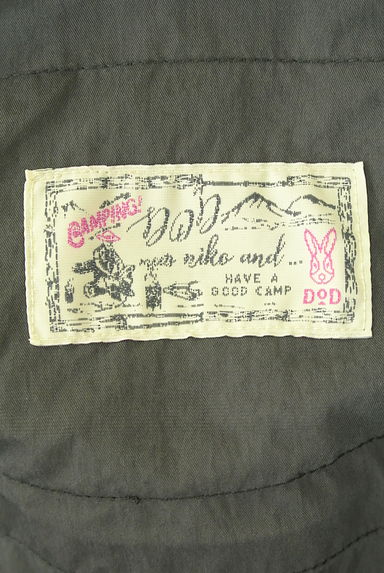 CAMPING!
DOD
niko and ...
HAVE A
GOOD CAMP
DOD